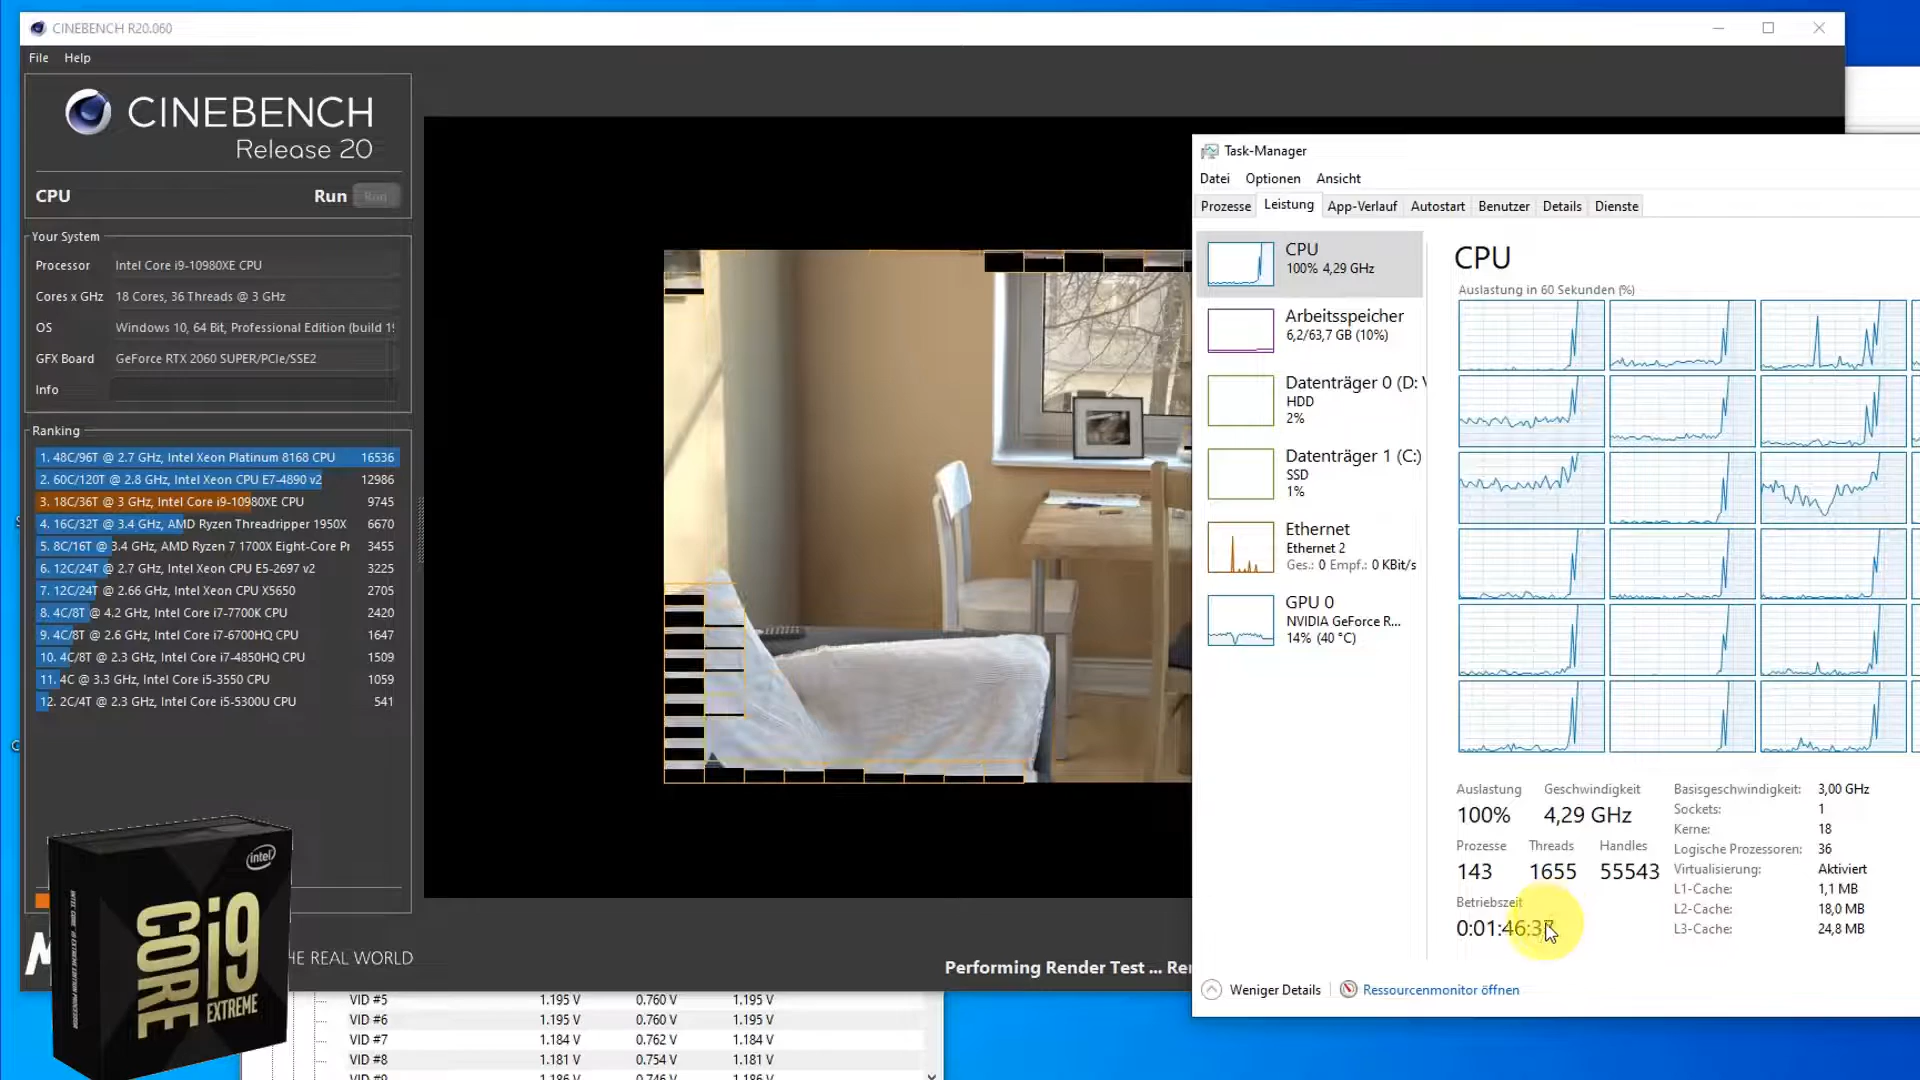 CINEBENCH R20.060
File Help
CINEBENCH
Release 20
CPU Run Run
Your System
Processor Intel Core i9-10980XE CPU
Cores x GHz 18 Cores, 36 Threads @ 3 GHz
OS Windows 10, 64 Bit, Professional Edition (build 19
GFX Board GeForce RTX 2060 SUPER/PCIe/SSE2
Info
Ranking
1. 48C/96T @ 2.7 GHz, Intel Xeon Platinum 8168 CPU 16536
2. 60C/120T @ 2.8 GHz, Intel Xeon CPU E7-4890 v2 12986
3. 18C/36T @ 3 GHz, Intel Core i9-10980XE CPU 9745
4. 16C/32T @ 3.4 GHz, AMD Ryzen Threadripper 1950X 6670
5. 8C/16T @ 3.4 GHz, AMD Ryzen 7 1700X Eight-Core Pr 3455
6. 12C/24T @ 2.7 GHz, Intel Xeon CPU E5-2697 v2 3225
7. 12C/24T @ 2.66 GHz, Intel Xeon CPU X5650 2705
8. 4C/8T @ 4.2 GHz, Intel Core i7-7700K CPU 2420
9. 4C/8T @ 2.6 GHz, Intel Core i7-6700HQ CPU 1647
10. 4C/8T @ 2.3 GHz, Intel Core i7-4850HQ CPU 1509
11. 4C @ 3.3 GHz, Intel Core i5-3550 CPU 1059
12. 2C/4T @ 2.3 GHz, Intel Core i5-5300U CPU 541
intel
CORE i9
EXTREME
HE REAL WORLD
Performing Render Test ... Re
VID #5 1.195 V 0.760 V 1.195 V
VID #6 1.195 V 0.760 V 1.195 V
VID #7 1.184 V 0.762 V 1.184 V
VID #8 1.181 V 0.754 V 1.181 V
VID #9 1.186 V 0.746 V 1.186 V
Task-Manager
Datei Optionen Ansicht
Prozesse Leistung App-Verlauf Autostart Benutzer Details Dienste
CPU
100% 4,29 GHz
Arbeitsspeicher
6,2/63,7 GB (10%)
Datenträger 0 (D:
HDD
2%
Datenträger 1 (C:)
SSD
1%
Ethernet
Ethernet 2
Ges.: 0 Empf.: 0 KBit/s
GPU 0
NVIDIA GeForce R...
14% (40 °C)
CPU
Auslastung in 60 Sekunden (%)
Auslastung Geschwindigkeit
100% 4,29 GHz
Prozesse Threads Handles
143 1655 55543
Betriebszeit
0:01:46:37
Basisgeschwindigkeit: 3,00 GHz
Sockets: 1
Kerne: 18
Logische Prozessoren: 36
Virtualisierung: Aktiviert
L1-Cache: 1,1 MB
L2-Cache: 18,0 MB
L3-Cache: 24,8 MB
Weniger Details Ressourcenmonitor öffnen